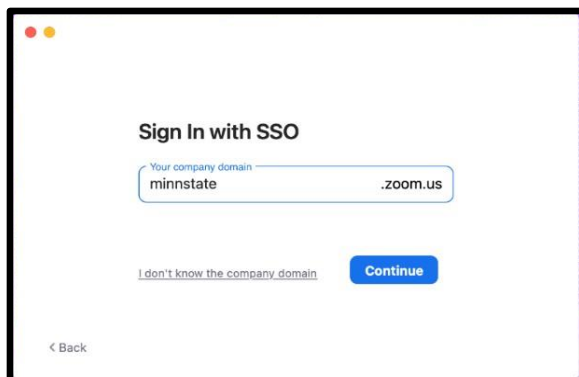 Sign In with SSO
Your company domain
minnstate .zoom.us
I don't know the company domain Continue
< Back